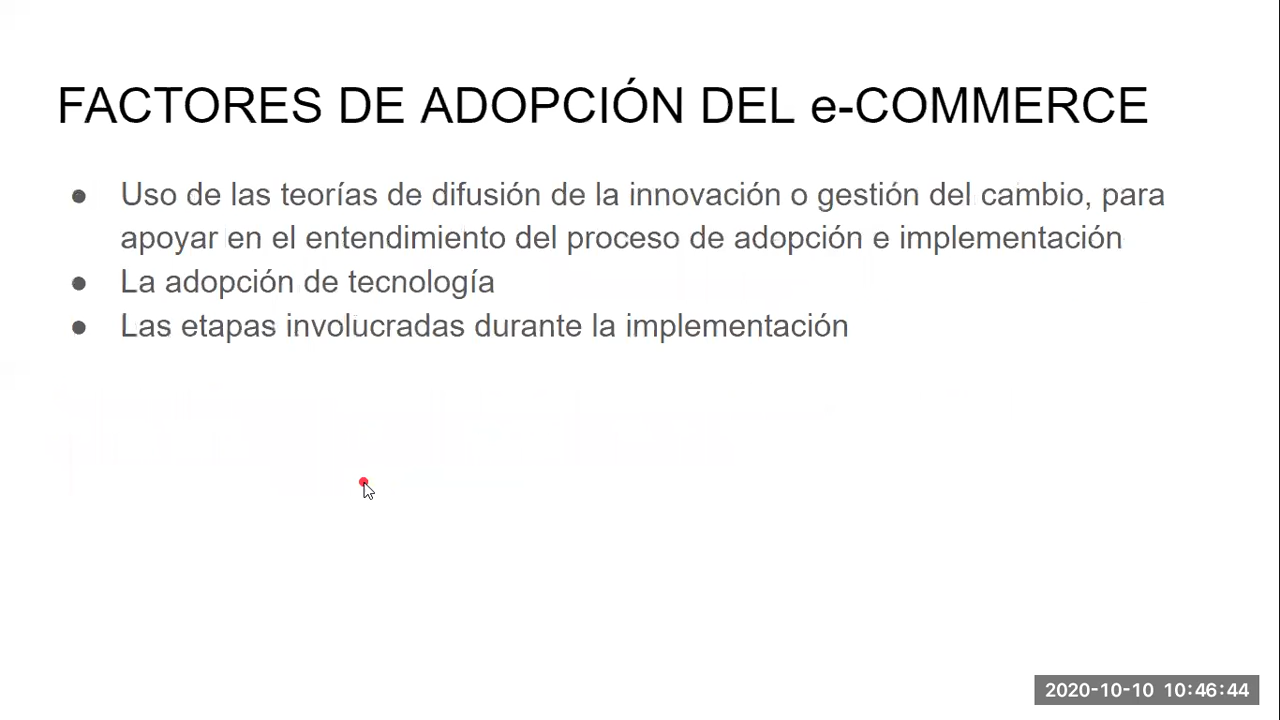 FACTORES DE ADOPCIÓN DEL e-COMMERCE
● Uso de las teorías de difusión de la innovación o gestión del cambio, para
apoyar en el entendimiento del proceso de adopción e implementación
● La adopción de tecnología
● Las etapas involucradas durante la implementación
2020-10-10 10:46:44